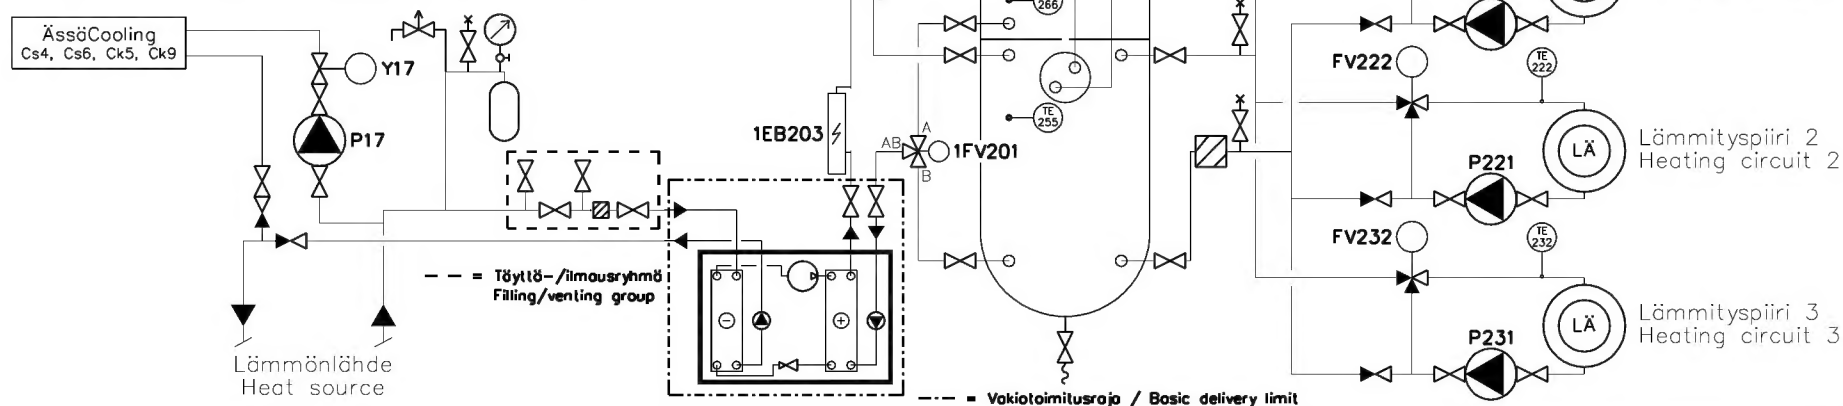 ÄssäCooling
Cs4, Cs6, Ck5, Ck9
Y17
P17
TE
266
TE
255
1EB203
A
AB
B
1FV201
FV222
TE
222
LÄ
Lämmityspiiri 2
Heating circuit 2
P221
FV232
TE
232
LÄ
Lämmityspiiri 3
Heating circuit 3
P231
– – = Täyttö-/ilmausryhmä
Filling/venting group
Lämmönlähde
Heat source
–·–·– = Vakiotoimitusraja / Basic delivery limit